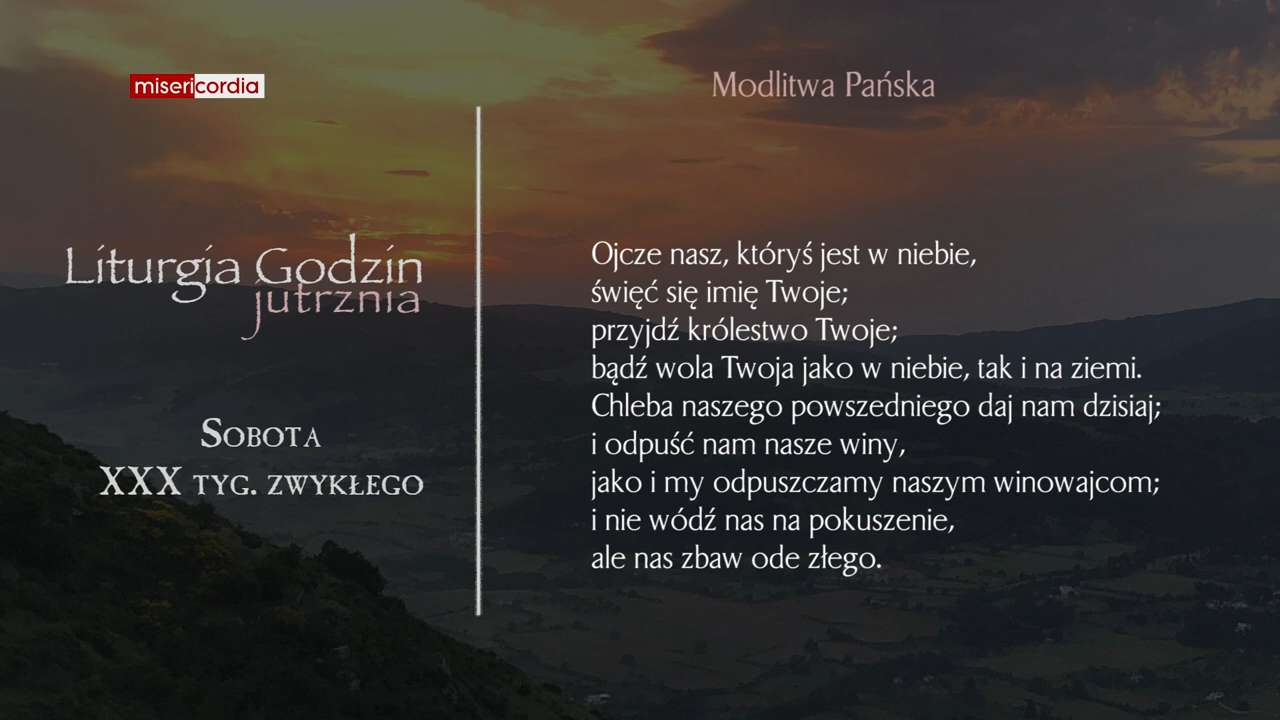 misericordia
Liturgia Godzin
jutrznia
Sobota
XXX tyg. zwykłego
Modlitwa Pańska
Ojcze nasz, któryś jest w niebie,
święć się imię Twoje;
przyjdź królestwo Twoje;
bądź wola Twoja jako w niebie, tak i na ziemi.
Chleba naszego powszedniego daj nam dzisiaj;
i odpuść nam nasze winy,
jako i my odpuszczamy naszym winowajcom;
i nie wódź nas na pokuszenie,
ale nas zbaw ode złego.